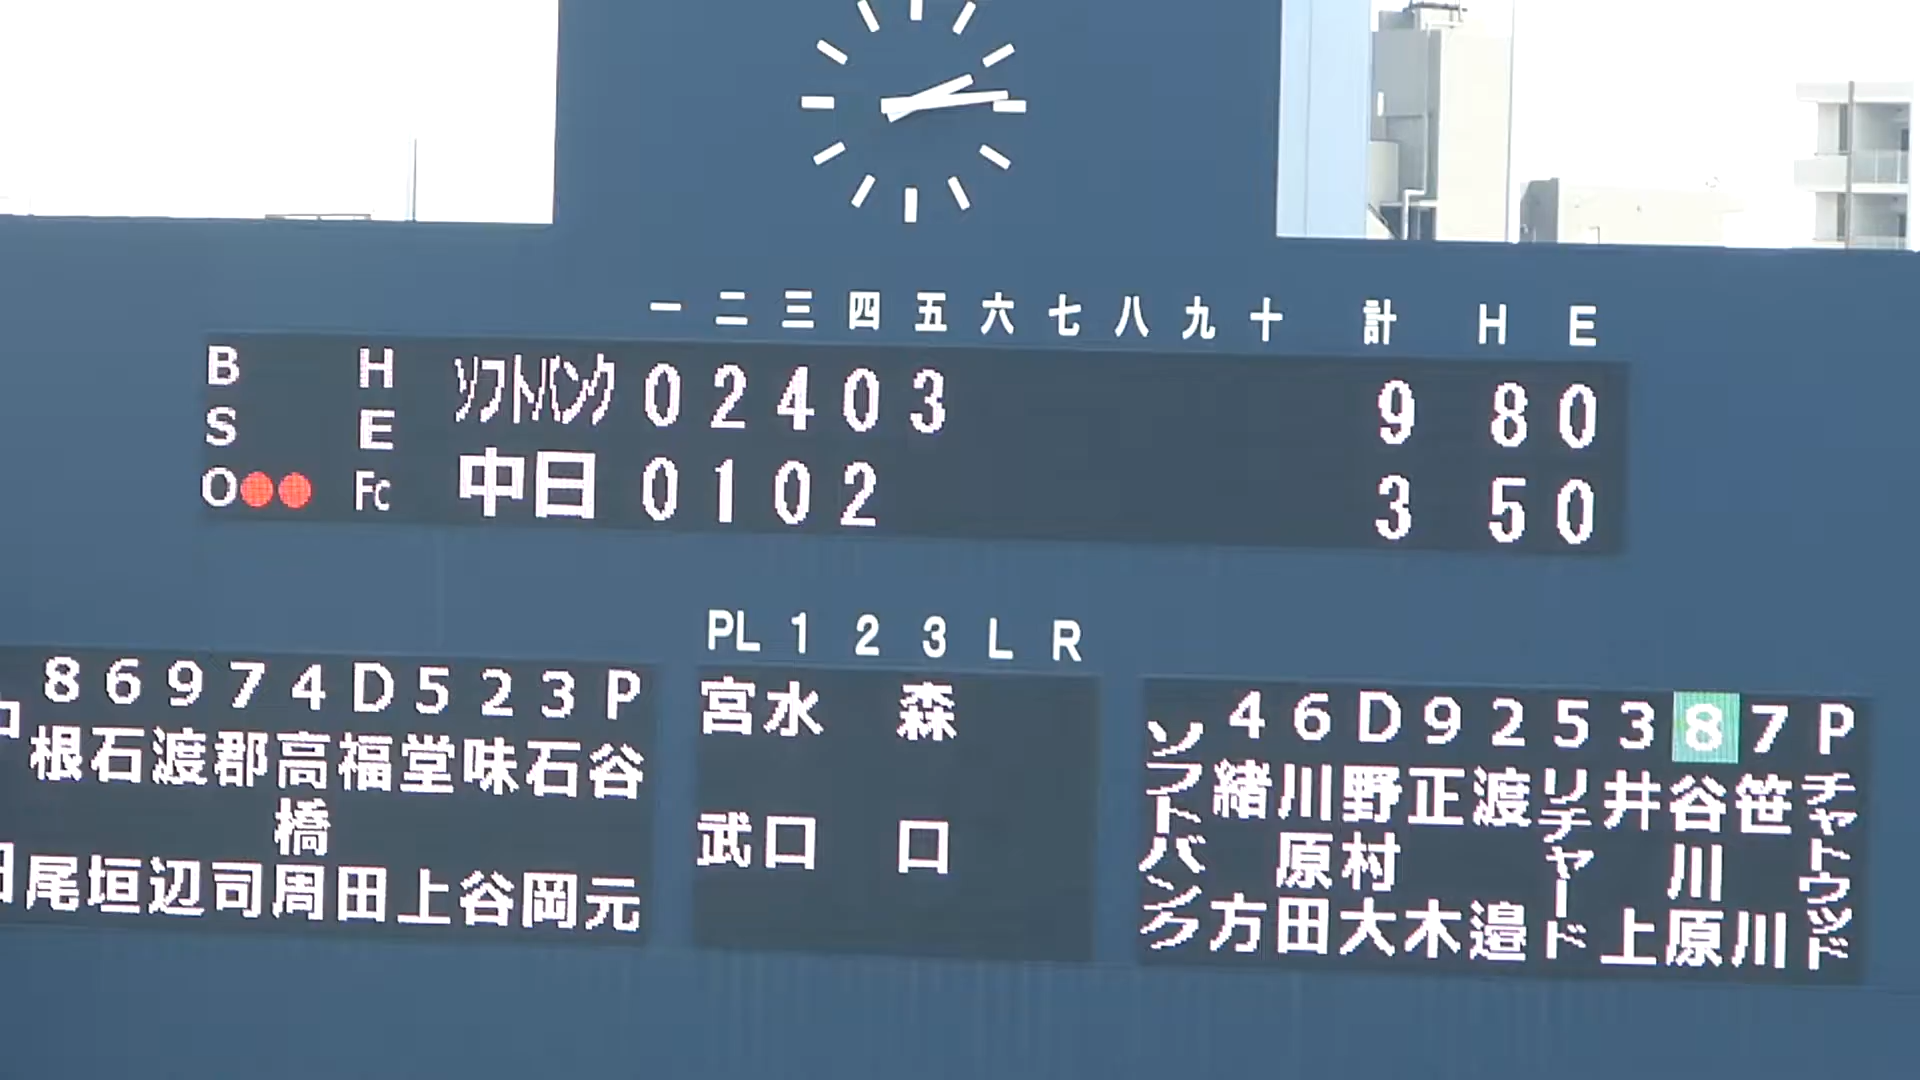 一 二 三 四 五 六 七 八 九 十 計 H E
B H ソフトバンク 0 2 4 0 3 9 8 0
S E
O Fc 中日 0 1 0 2 3 5 0
PL 1 2 3 L R
8 6 9 7 4 D 5 2 3 P
中日
根尾
石垣
渡辺
郡司
高橋周
福田
堂上
味谷
石岡
谷元
宮武
水口
森口
4 6 D 9 2 5 3 8 7 P
ソフトバンク
緒方
川原田
野村大
正木
渡邉
リチャード
井上
谷川原
笹川
チャトウッド